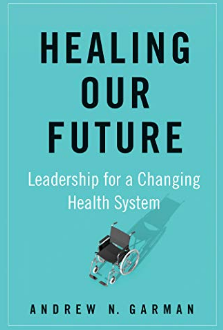 HEALING
OUR
FUTURE
Leadership for a Changing
Health System
ANDREW N. GARMAN